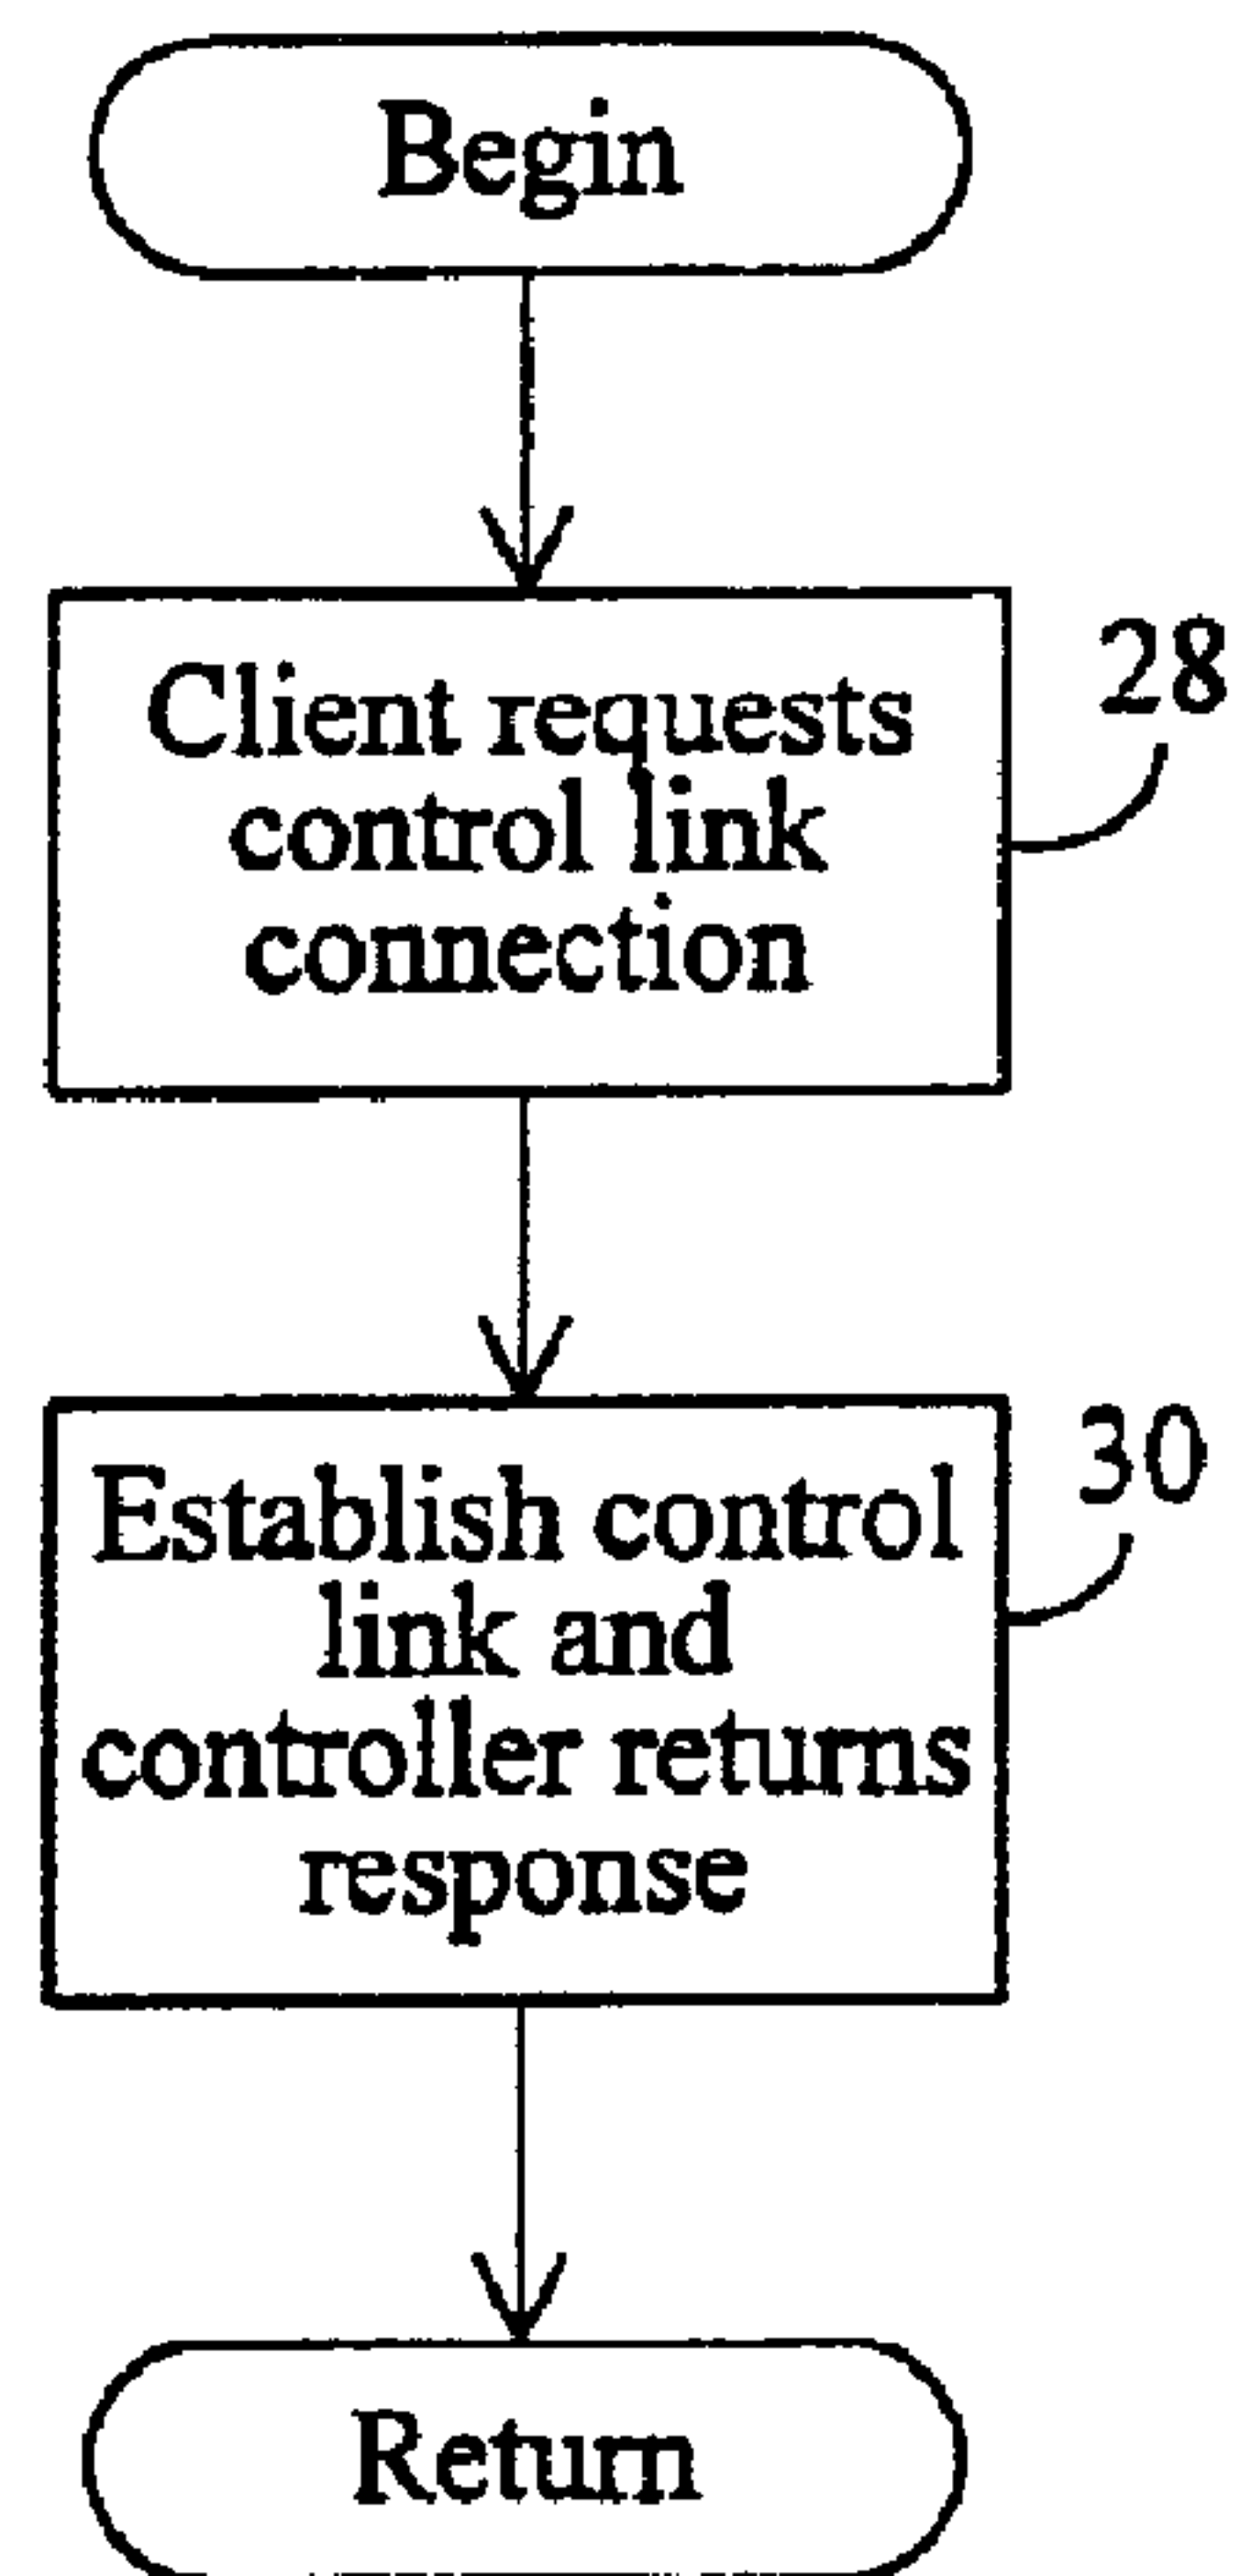 Begin
Client requests
control link
connection
28
Establish control
link and
controller returns
response
30
Return